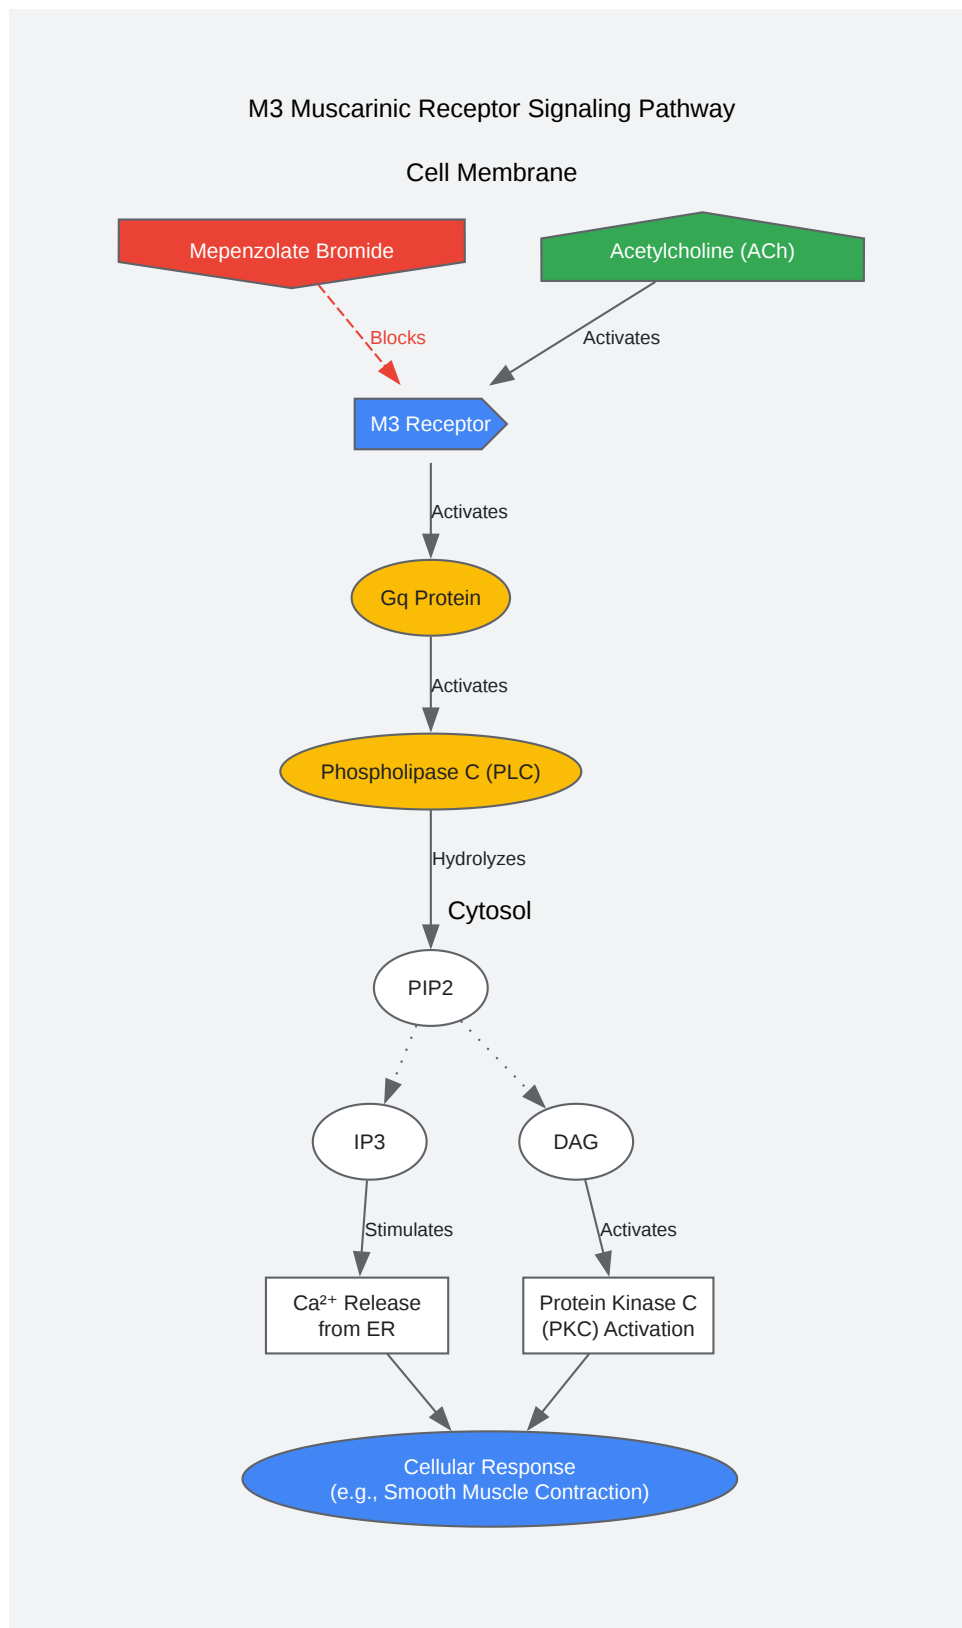 M3 Muscarinic Receptor Signaling Pathway
Cell Membrane
Mepenzolate Bromide
Acetylcholine (ACh)
Blocks
Activates
M3 Receptor
Activates
Gq Protein
Activates
Phospholipase C (PLC)
Hydrolyzes
Cytosol
PIP2
IP3
DAG
Stimulates
Activates
Ca²⁺ Release
from ER
Protein Kinase C
(PKC) Activation
Cellular Response
(e.g., Smooth Muscle Contraction)